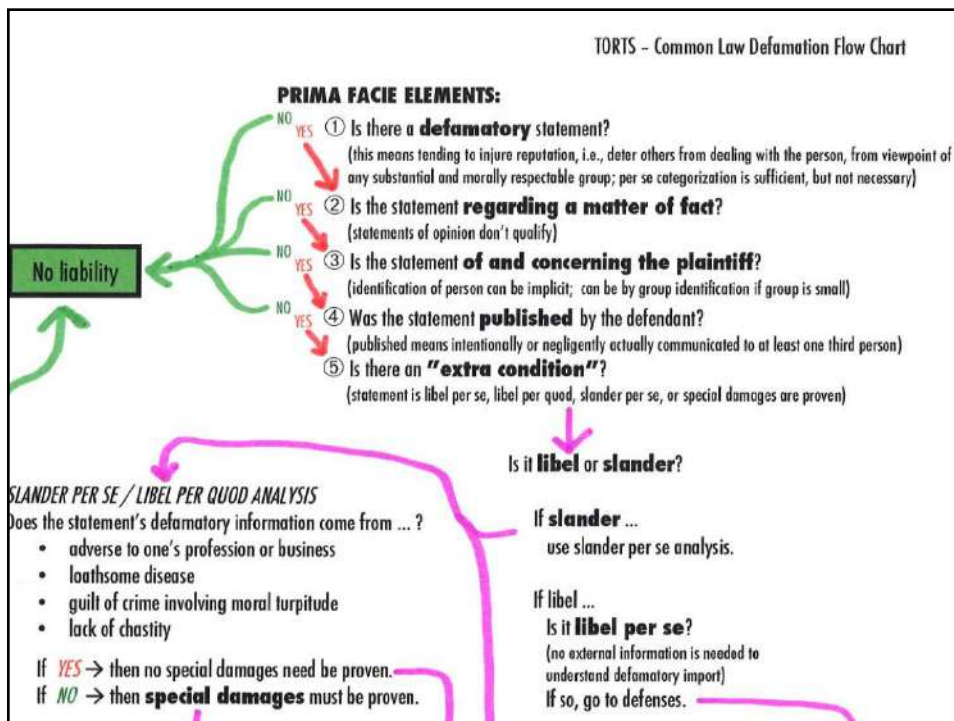 TORTS – Common Law Defamation Flow Chart
PRIMA FACIE ELEMENTS:
NO YES ① Is there a defamatory statement?
(this means tending to injure reputation, i.e., deter others from dealing with the person, from viewpoint of
any substantial and morally respectable group; per se categorization is sufficient, but not necessary)
NO YES ② Is the statement regarding a matter of fact?
(statements of opinion don't qualify)
NO YES ③ Is the statement of and concerning the plaintiff?
(identification of person can be implicit; can be by group identification if group is small)
NO YES ④ Was the statement published by the defendant?
(published means intentionally or negligently actually communicated to at least one third person)
⑤ Is there an "extra condition"?
(statement is libel per se, libel per quod, slander per se, or special damages are proven)
No liability
Is it libel or slander?
SLANDER PER SE / LIBEL PER QUOD ANALYSIS
Does the statement's defamatory information come from ... ?
• adverse to one's profession or business
• loathsome disease
• guilt of crime involving moral turpitude
• lack of chastity
If YES → then no special damages need be proven.
If NO → then special damages must be proven.
If slander ...
use slander per se analysis.
If libel ...
Is it libel per se?
(no external information is needed to
understand defamatory import)
If so, go to defenses.